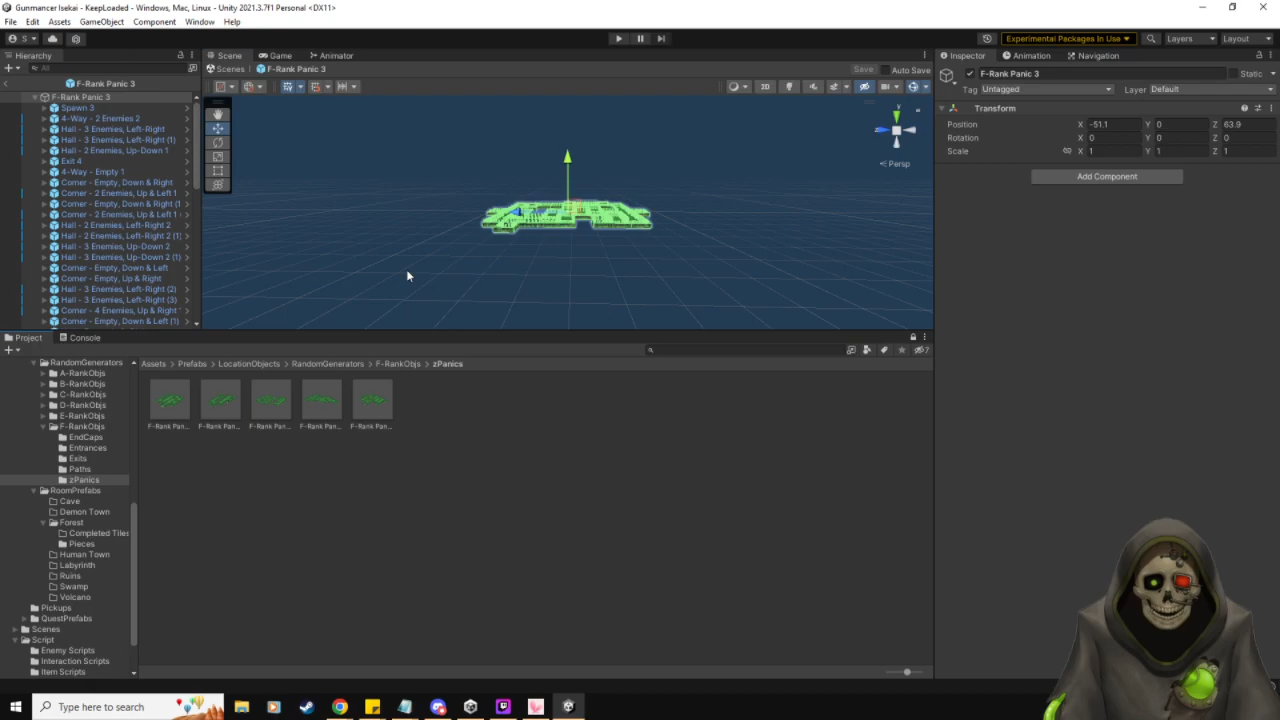 Gunmancer Isekai - KeepLoaded - Windows, Mac, Linux - Unity 2021.3.7f1 Personal <DX11>
File Edit Assets GameObject Component Window Help
S
Experimental Packages In Use
Layers
Layout
Hierarchy
Scene Game Animator
Inspector Animation Navigation
All
Scenes F-Rank Panic 3
Save Auto Save
F-Rank Panic 3
F-Rank Panic 3
Static
Tag Untagged Layer Default
2D
Transform
Position X -51.1 Y 0 Z 63.9
Rotation X 0 Y 0 Z 0
Scale X 1 Y 1 Z 1
Add Component
y
z
Persp
F-Rank Panic 3
Spawn 3
4-Way - 2 Enemies 2
Hall - 3 Enemies, Left-Right
Hall - 3 Enemies, Left-Right (1)
Hall - 2 Enemies, Up-Down 1
Exit 4
4-Way - Empty 1
Corner - Empty, Down & Right
Corner - 2 Enemies, Up & Left 1
Corner - Empty, Down & Right (1
Corner - 2 Enemies, Up & Left 1
Hall - 2 Enemies, Left-Right 2
Hall - 2 Enemies, Left-Right 2 (1)
Hall - 3 Enemies, Up-Down 2
Hall - 3 Enemies, Up-Down 2 (1)
Corner - Empty, Down & Left
Corner - Empty, Up & Right
Hall - 3 Enemies, Left-Right (2)
Hall - 3 Enemies, Left-Right (3)
Corner - 4 Enemies, Up & Right
Corner - Empty, Down & Left (1)
Project Console
7
Assets > Prefabs > LocationObjects > RandomGenerators > F-RankObjs > zPanics
RandomGenerators
A-RankObjs
B-RankObjs
C-RankObjs
D-RankObjs
E-RankObjs
F-RankObjs
EndCaps
Entrances
Exits
Paths
zPanics
RoomPrefabs
Cave
Demon Town
Forest
Completed Tiles
Pieces
Human Town
Labyrinth
Ruins
Swamp
Volcano
Pickups
QuestPrefabs
Scenes
Script
Enemy Scripts
Interaction Scripts
Item Scripts
F-Rank Pan... F-Rank Pan... F-Rank Pan... F-Rank Pan... F-Rank Pan...
Type here to search